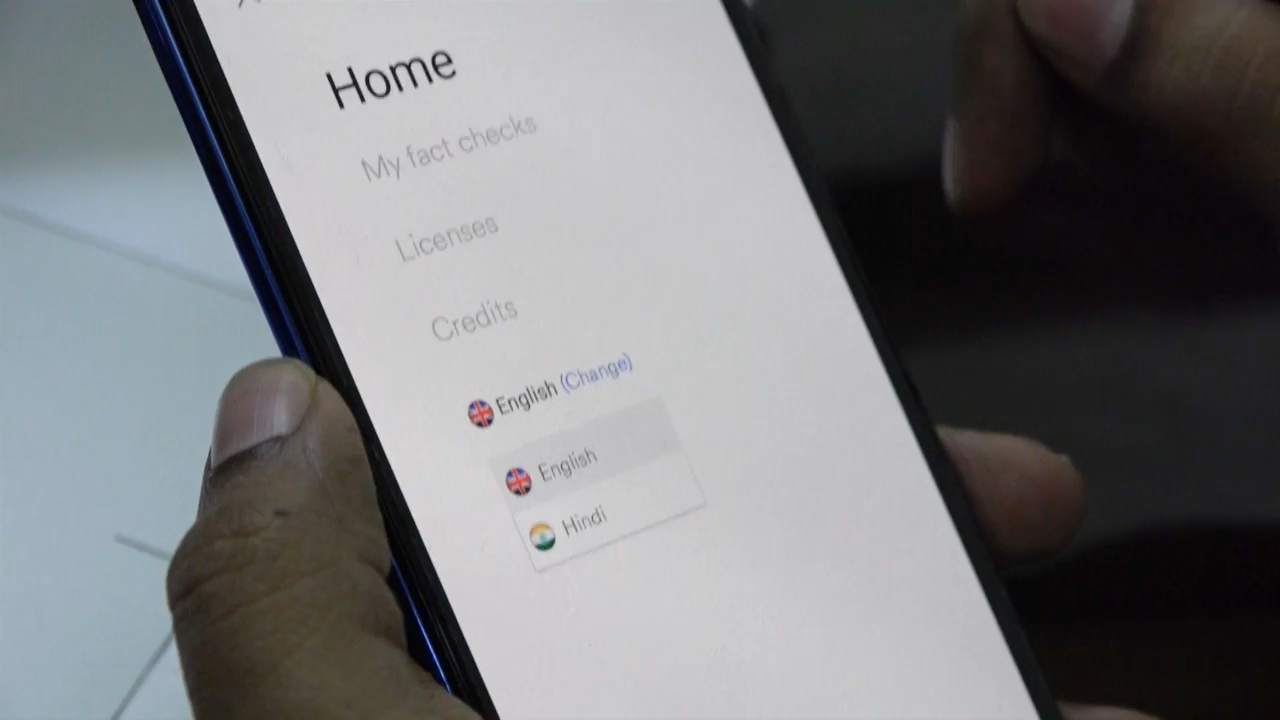 Home
My fact checks
Licenses
Credits
English (Change)
English
Hindi